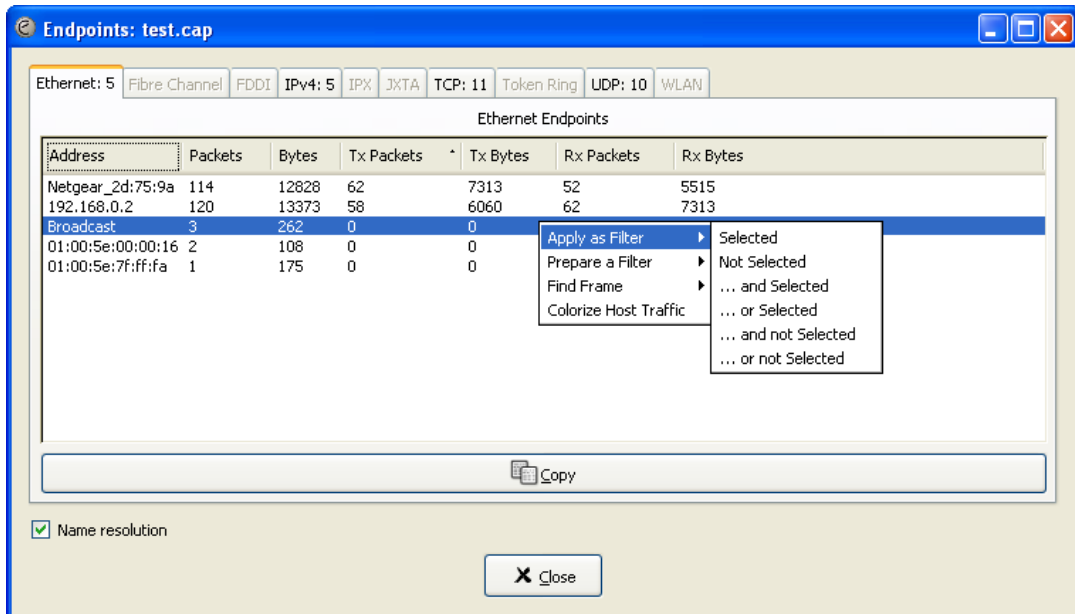 Endpoints: test.cap
Ethernet: 5 Fibre Channel FDDI IPv4: 5 IPX JXTA TCP: 11 Token Ring UDP: 10 WLAN
Ethernet Endpoints
Address Packets Bytes Tx Packets Tx Bytes Rx Packets Rx Bytes
Netgear_2d:75:9a 114 12828 62 7313 52 5515
192.168.0.2 120 13373 58 6060 62 7313
Broadcast 3 262 0 0
01:00:5e:00:00:16 2 108 0 0
01:00:5e:7f:ff:fa 1 175 0 0
Apply as Filter
Prepare a Filter
Find Frame
Colorize Host Traffic
Selected
Not Selected
... and Selected
... or Selected
... and not Selected
... or not Selected
Copy
Name resolution
Close